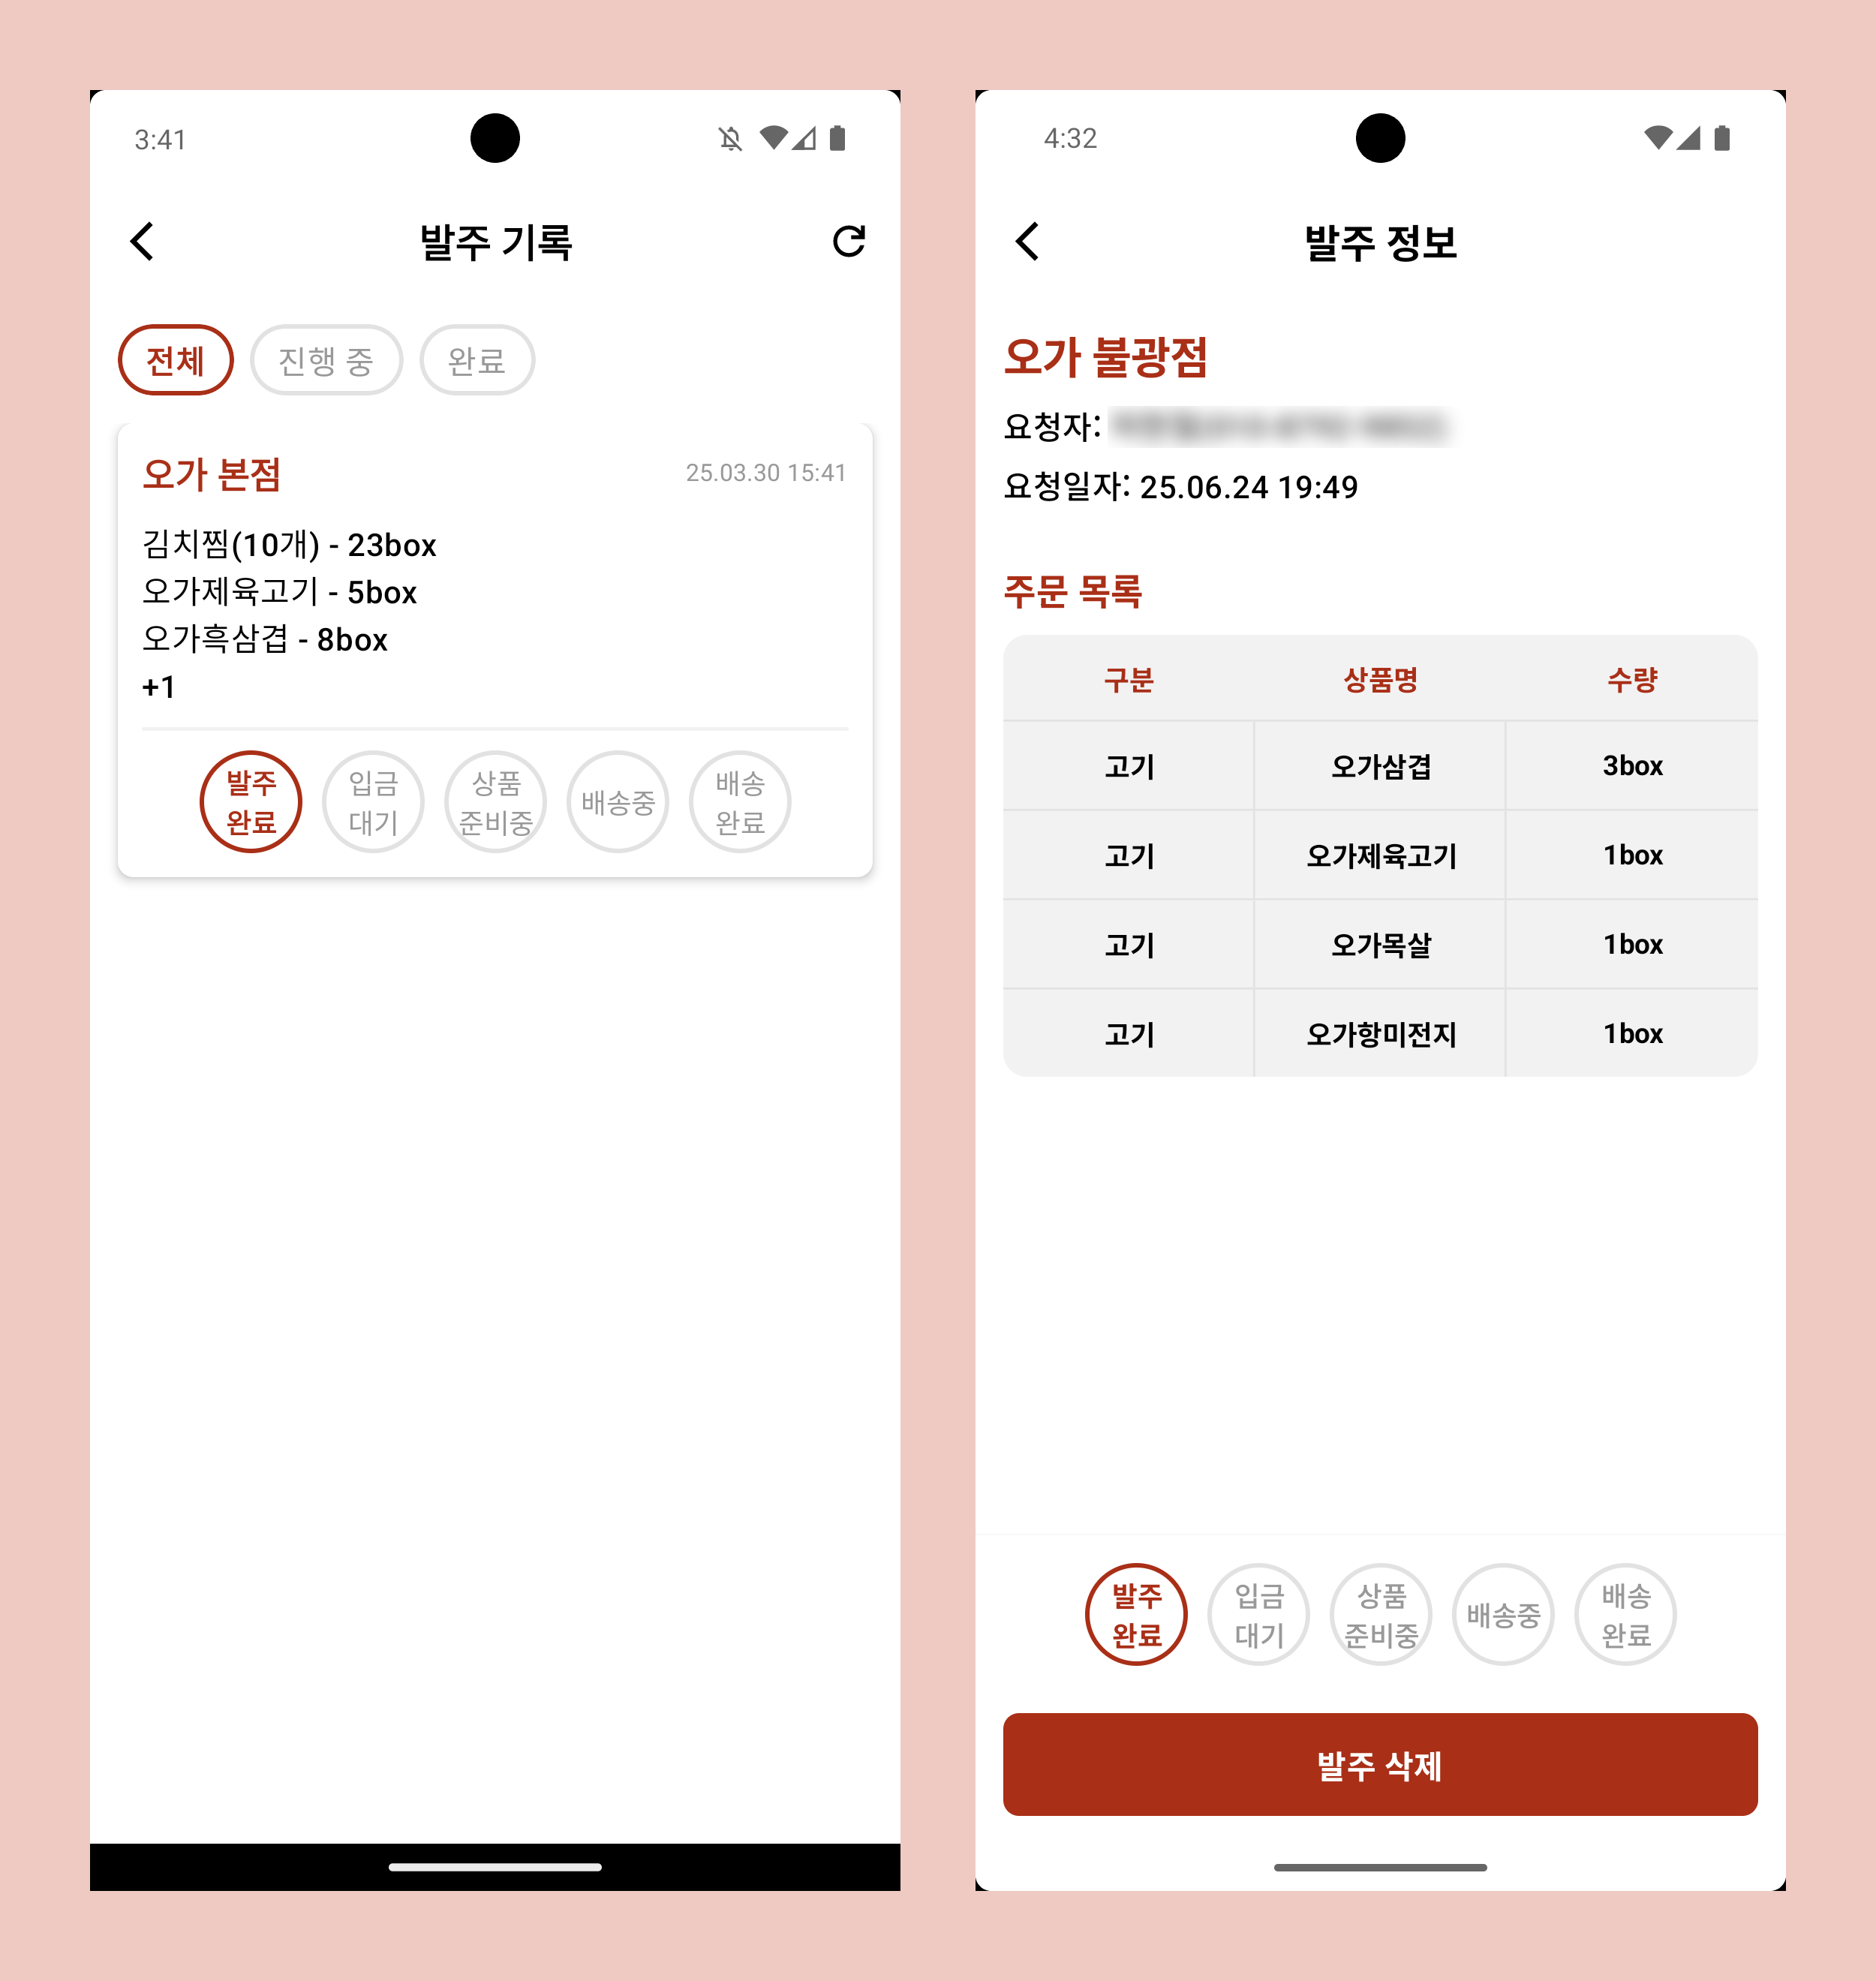 3:41
발주 기록
전체 진행 중 완료
오가 본점 25.03.30 15:41
김치찜(10개) - 23box
오가제육고기 - 5box
오가흑삼겹 - 8box
+1
발주 완료 입금 대기 상품 준비중 배송중 배송 완료
4:32
발주 정보
오가 불광점
요청자:
요청일자: 25.06.24 19:49
주문 목록
구분 상품명 수량
고기 오가삼겹 3box
고기 오가제육고기 1box
고기 오가목살 1box
고기 오가항미전지 1box
발주 완료 입금 대기 상품 준비중 배송중 배송 완료
발주 삭제